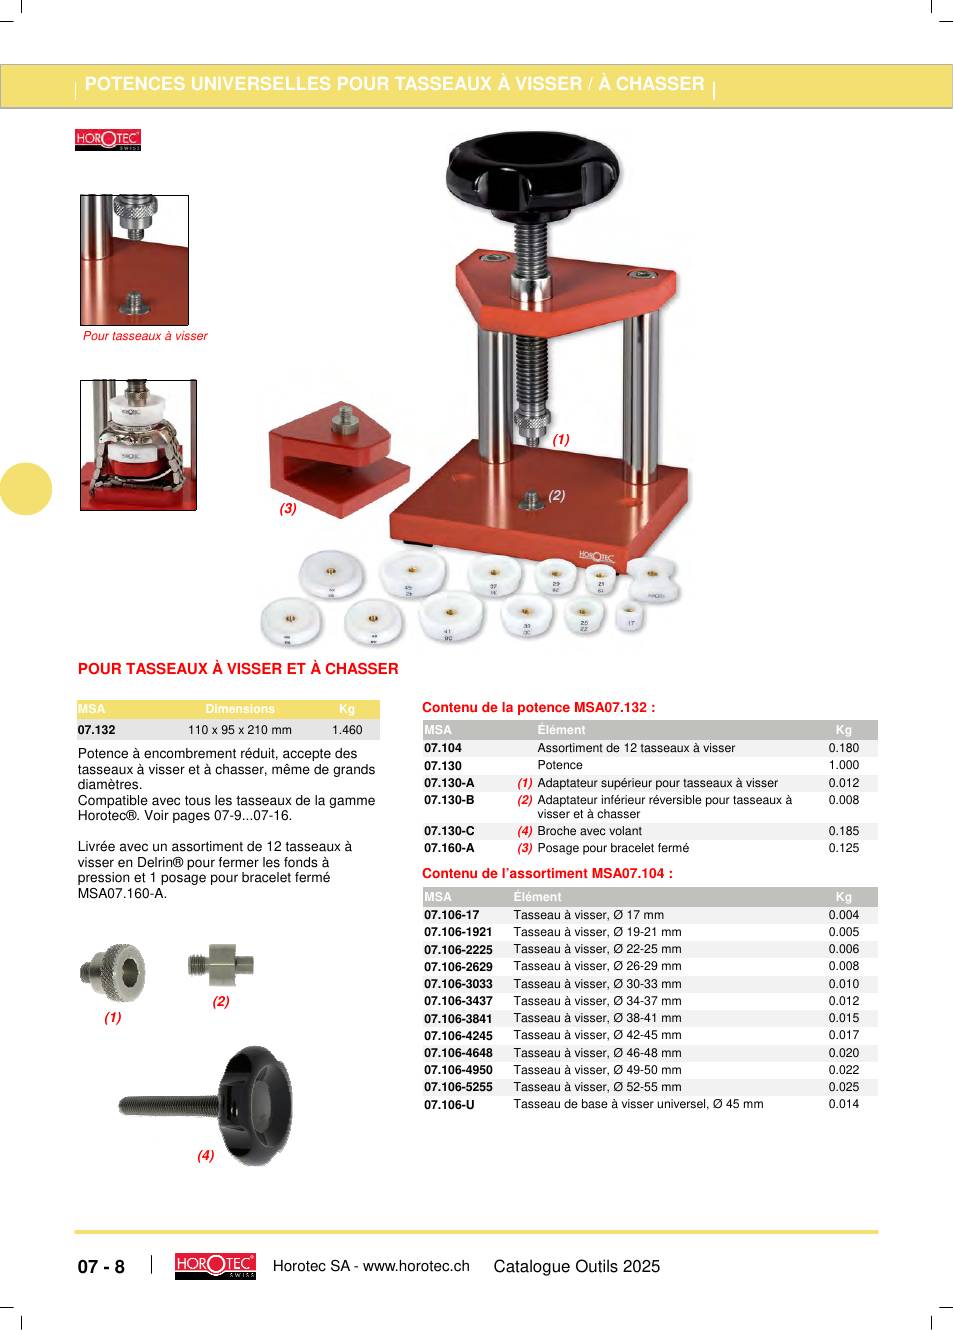 POTENCES UNIVERSELLES POUR TASSEAUX À VISSER / À CHASSER
HOROTEC®
SWISS
Pour tasseaux à visser
(1)
(2)
(3)
HOROTEC
37
29
41
17
POUR TASSEAUX À VISSER ET À CHASSER
MSA Dimensions Kg
07.132 110 x 95 x 210 mm 1.460
Potence à encombrement réduit, accepte des
tasseaux à visser et à chasser, même de grands
diamètres.
Compatible avec tous les tasseaux de la gamme
Horotec®. Voir pages 07-9...07-16.
Livrée avec un assortiment de 12 tasseaux à
visser en Delrin® pour fermer les fonds à
pression et 1 posage pour bracelet fermé
MSA07.160-A.
(1)
(2)
(4)
Contenu de la potence MSA07.132 :
MSA Élément Kg
07.104 Assortiment de 12 tasseaux à visser 0.180
07.130 Potence 1.000
07.130-A (1) Adaptateur supérieur pour tasseaux à visser 0.012
07.130-B (2) Adaptateur inférieur réversible pour tasseaux à 0.008
visser et à chasser
07.130-C (4) Broche avec volant 0.185
07.160-A (3) Posage pour bracelet fermé 0.125
Contenu de l'assortiment MSA07.104 :
MSA Élément Kg
07.106-17 Tasseau à visser, Ø 17 mm 0.004
07.106-1921 Tasseau à visser, Ø 19-21 mm 0.005
07.106-2225 Tasseau à visser, Ø 22-25 mm 0.006
07.106-2629 Tasseau à visser, Ø 26-29 mm 0.008
07.106-3033 Tasseau à visser, Ø 30-33 mm 0.010
07.106-3437 Tasseau à visser, Ø 34-37 mm 0.012
07.106-3841 Tasseau à visser, Ø 38-41 mm 0.015
07.106-4245 Tasseau à visser, Ø 42-45 mm 0.017
07.106-4648 Tasseau à visser, Ø 46-48 mm 0.020
07.106-4950 Tasseau à visser, Ø 49-50 mm 0.022
07.106-5255 Tasseau à visser, Ø 52-55 mm 0.025
07.106-U Tasseau de base à visser universel, Ø 45 mm 0.014
07 - 8
HOROTEC®
SWISS
Horotec SA - www.horotec.ch Catalogue Outils 2025